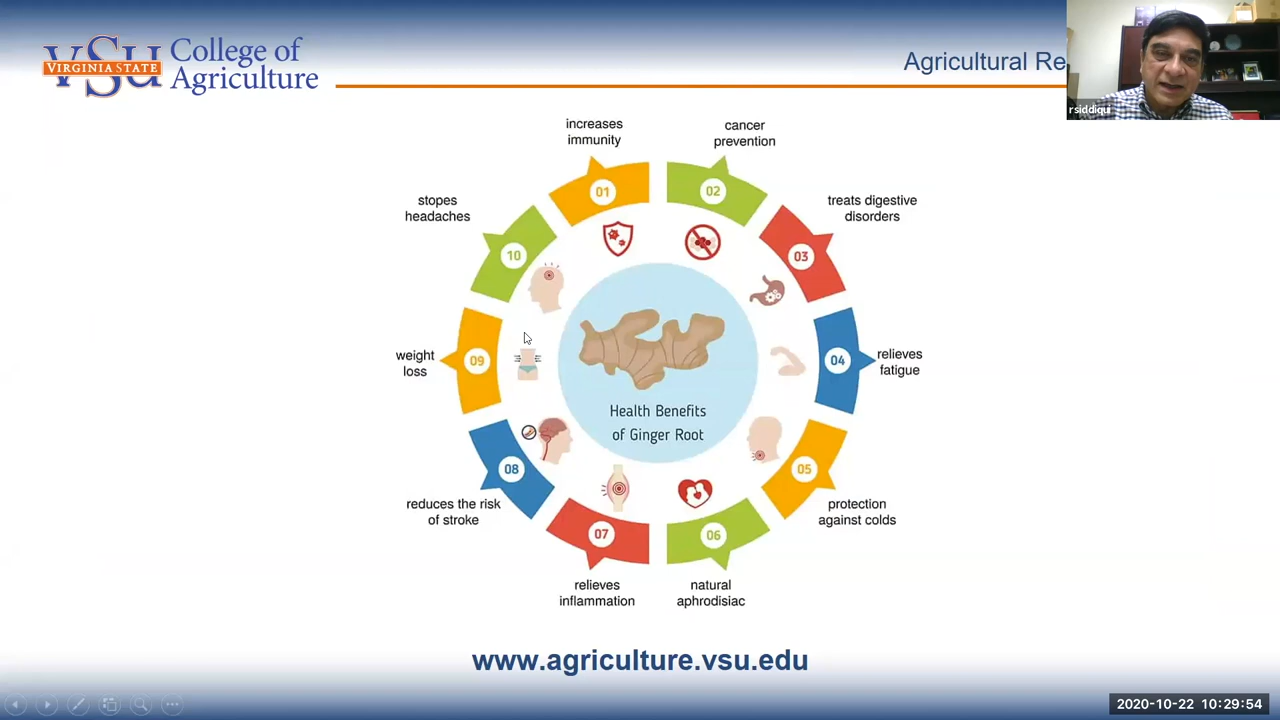 VSU
VIRGINIA STATE
College of
Agriculture
Agricultural Re
rsiddiqui
increases
immunity
01
cancer
prevention
02
treats digestive
disorders
03
relieves
fatigue
04
protection
against colds
05
natural
aphrodisiac
06
relieves
inflammation
07
reduces the risk
of stroke
08
weight
loss
09
stopes
headaches
10
Health Benefits
of Ginger Root
www.agriculture.vsu.edu
2020-10-22 10:29:54